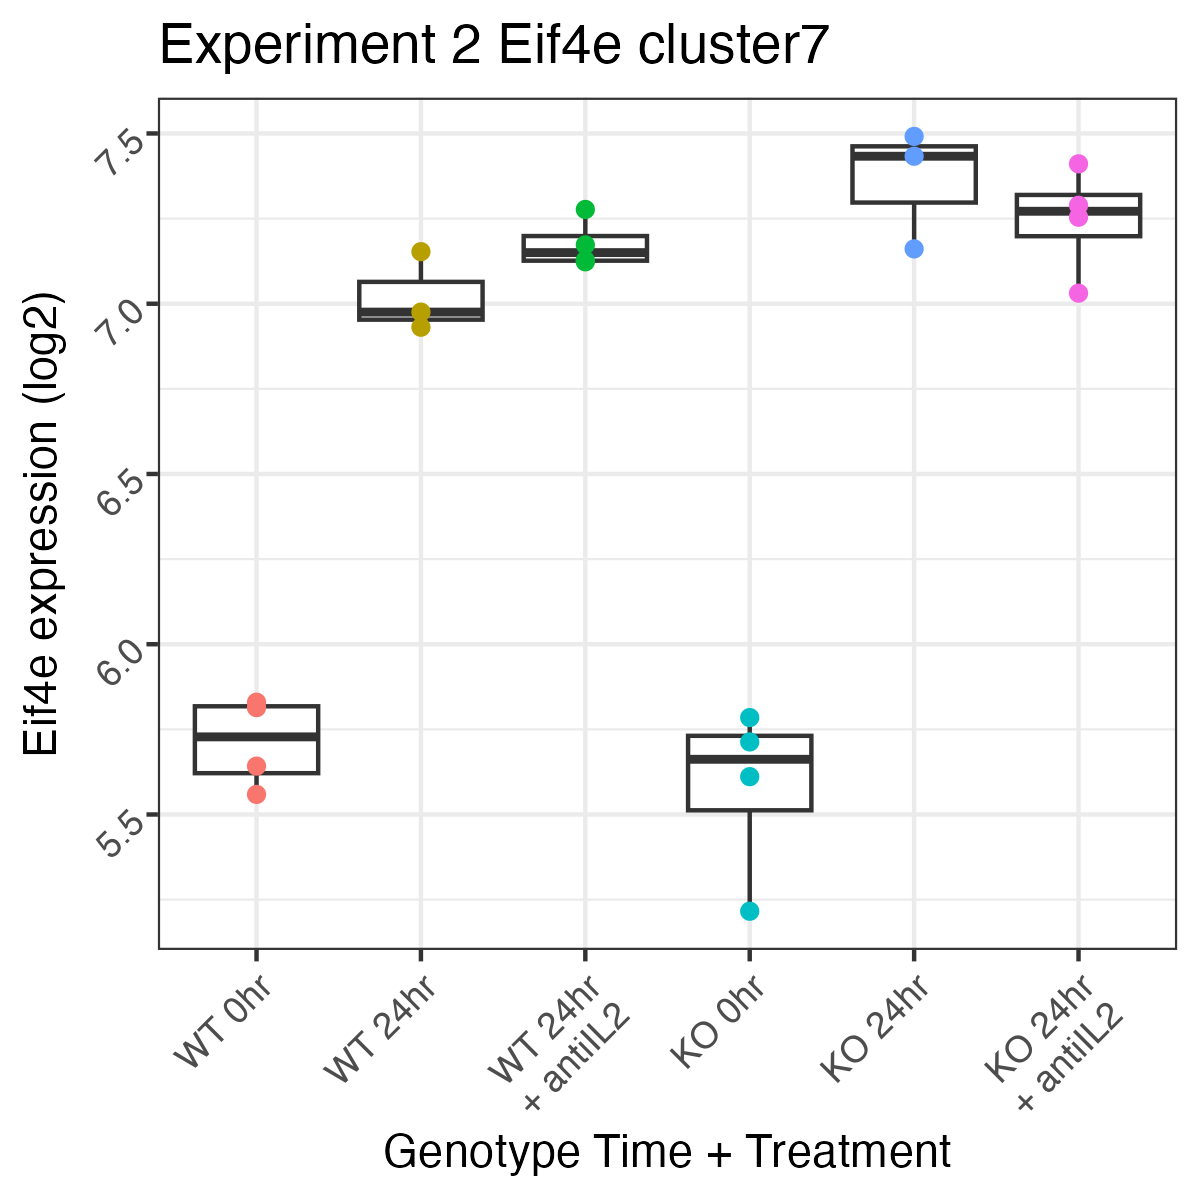 Experiment 2 Eif4e cluster7
Eif4e expression (log2)
7.5
7.0
6.5
6.0
5.5
WT 0hr
WT 24hr
WT 24hr
+ antiIL2
KO 0hr
KO 24hr
KO 24hr
+ antiIL2
Genotype Time + Treatment